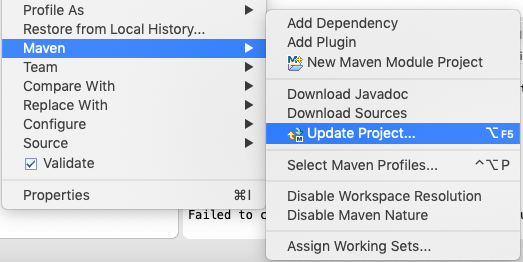 Profile As
Restore from Local History...
Maven
Team
Compare With
Replace With
Configure
Source
Validate
Properties ⌘I
Add Dependency
Add Plugin
New Maven Module Project
Download Javadoc
Download Sources
Update Project... ⌥F5
Select Maven Profiles... ^⌥P
Disable Workspace Resolution
Disable Maven Nature
Assign Working Sets...
Failed to c